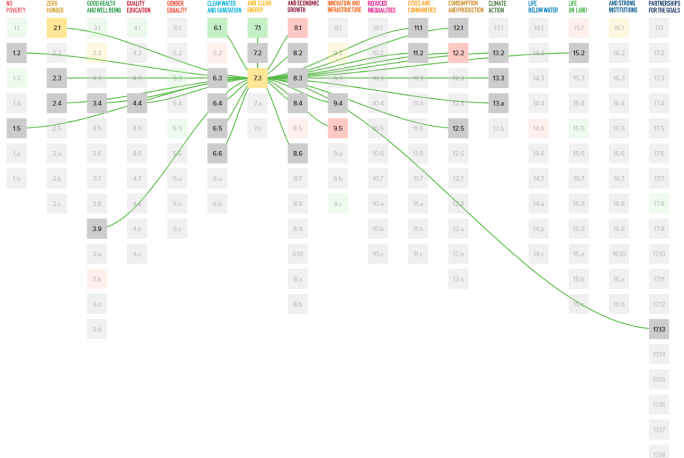 NO ZERO GOOD HEALTH QUALITY GENDER CLEAN WATER AND CLEAN AND ECONOMIC INNOVATION AND REDUCED CITIES AND CONSUMPTION CLIMATE LIFE LIFE AND STRONG PARTNERSHIPS
POVERTY HUNGER AND WELL BEING EDUCATION EQUALITY AND SANITATION ENERGY GROWTH INFRASTRUCTURE INEQUALITIES COMMONITIES AND PRODUCTION ACTION BELOW WATER ON LAND INSTITUTIONS FOR THE GOALS
1.1 2.1 4.1 5.1 6.1 7.1 8.1 9.1 10.1 11.1 12.1 13.1 14.1 15.1 16.1 17.1
1.2 2.2 3.2 4.2 5.2 6.2 7.2 8.2 9.2 10.2 11.2 12.2 13.2 14.2 15.2 16.2 17.2
1.3 2.3 3.3 4.3 5.3 6.3 7.3 8.3 9.3 10.3 11.3 12.3 13.3 14.3 15.3 16.3 17.3
1.4 2.4 3.4 4.4 5.4 6.4 7.a 8.4 9.4 10.4 11.4 12.4 13.a 14.4 15.4 16.4 17.4
1.5 2.5 3.5 4.5 5.5 6.5 7.b 8.5 9.5 10.5 11.5 12.5 13.b 14.5 15.5 16.5 17.5
1.a 2.a 3.6 4.6 5.6 6.6 8.6 9.a 10.6 11.6 12.6 14.6 15.6 16.6 17.6
1.b 2.b 3.7 4.7 5.a 6.a 8.7 9.b 10.7 11.7 12.7 14.7 15.7 16.7 17.7
2.c 3.8 4.a 5.b 6.b 8.8 9.c 10.a 11.a 12.8 14.a 15.8 16.8 17.8
3.9 4.b 5.c 8.9 10.b 11.b 12.a 14.b 15.9 16.9 17.9
3.a 4.c 8.10 10.c 11.c 12.b 14.c 15.a 16.10 17.10
3.b 8.a 12.c 15.b 16.a 17.11
3.c 8.b 15.c 16.b 17.12
3.d 17.13
17.14
17.15
17.16
17.17
17.18